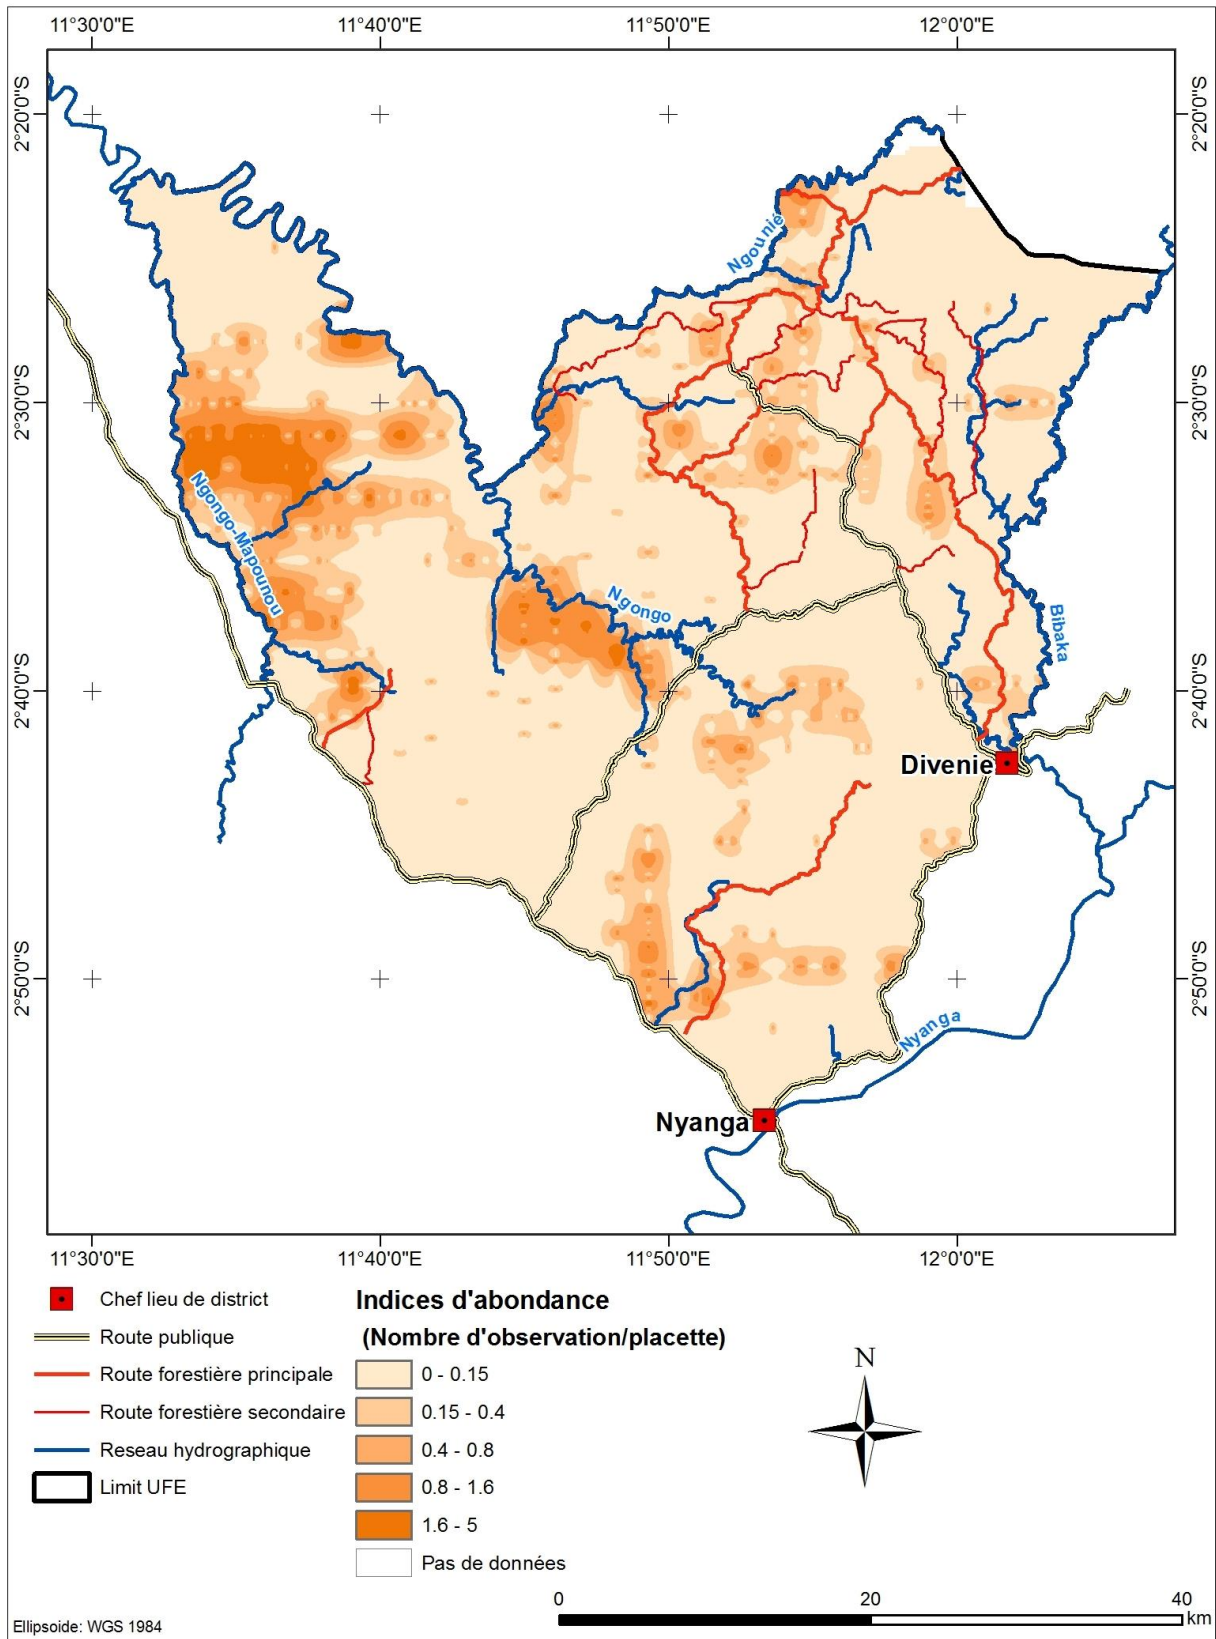 11°30'0"E 11°40'0"E 11°50'0"E 12°0'0"E
2°20'0"S 2°20'0"S
Ngounié
2°30'0"S 2°30'0"S
Ngongo-Mapounou
Ngongo
Bibaka
2°40'0"S 2°40'0"S
Divenie
2°50'0"S 2°50'0"S
Nyanga
Nyanga
11°30'0"E 11°40'0"E 11°50'0"E 12°0'0"E
Chef lieu de district
Route publique
Route forestière principale
Route forestière secondaire
Reseau hydrographique
Limit UFE
Indices d'abondance
(Nombre d'observation/placette)
0 - 0.15
0.15 - 0.4
0.4 - 0.8
0.8 - 1.6
1.6 - 5
Pas de données
N
0 20 40
km
Ellipsoide: WGS 1984